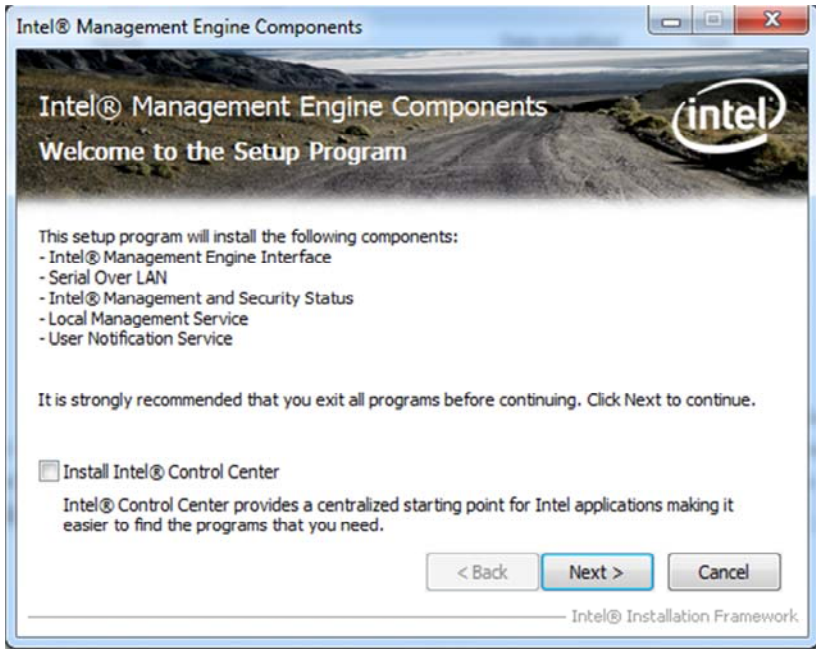 Intel® Management Engine Components
Intel® Management Engine Components
intel
Welcome to the Setup Program
This setup program will install the following components:
- Intel® Management Engine Interface
- Serial Over LAN
- Intel® Management and Security Status
- Local Management Service
- User Notification Service
It is strongly recommended that you exit all programs before continuing. Click Next to continue.
Install Intel® Control Center
Intel® Control Center provides a centralized starting point for Intel applications making it
easier to find the programs that you need.
< Back Next > Cancel
Intel® Installation Framework